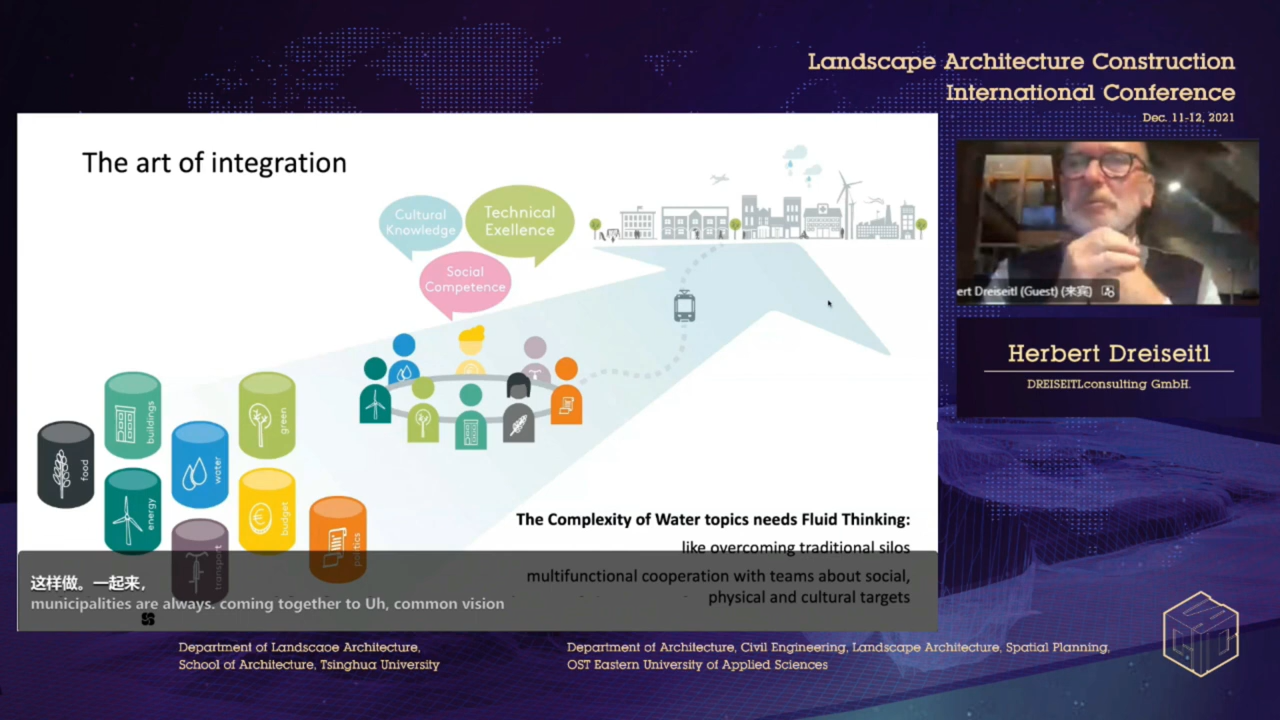 Landscape Architecture Construction
International Conference
Dec. 11-12, 2021
The art of integration
Cultural
Knowledge
Technical
Exellence
Social
Competence
buildings
green
food
water
energy
budget
transport
politics
The Complexity of Water topics needs Fluid Thinking:
like overcoming traditional silos
multifunctional cooperation with teams about social,
physical and cultural targets
这样做。一起来，
municipalities are always. coming together to Uh, common vision
ert Dreiseitl (Guest) (来宾)
Herbert Dreiseitl
DREISEITLconsulting GmbH.
Department of Landscape Architecture,
School of Architecture, Tsinghua University
Department of Architecture, Civil Engineering, Landscape Architecture, Spatial Planning,
OST Eastern University of Applied Sciences